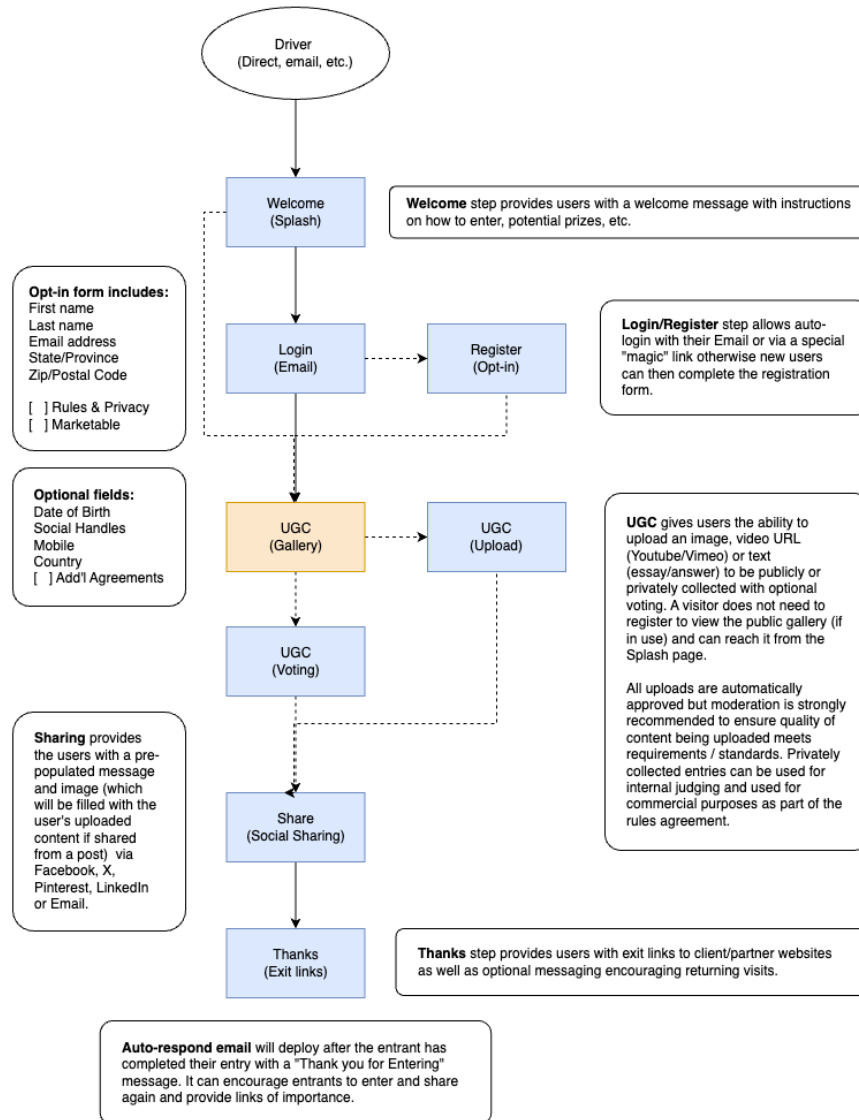 Driver
(Direct, email, etc.)
Welcome
(Splash)
Welcome step provides users with a welcome message with instructions
on how to enter, potential prizes, etc.
Opt-in form includes:
First name
Last name
Email address
State/Province
Zip/Postal Code
[ ] Rules & Privacy
[ ] Marketable
Login
(Email)
Register
(Opt-in)
Login/Register step allows auto-
login with their Email or via a special
"magic" link otherwise new users
can then complete the registration
form.
Optional fields:
Date of Birth
Social Handles
Mobile
Country
[ ] Add'l Agreements
UGC
(Gallery)
UGC
(Upload)
UGC gives users the ability to
upload an image, video URL
(Youtube/Vimeo) or text
(essay/answer) to be publicly or
privately collected with optional
voting. A visitor does not need to
register to view the public gallery (if
in use) and can reach it from the
Splash page.
All uploads are automatically
approved but moderation is strongly
recommended to ensure quality of
content being uploaded meets
requirements / standards. Privately
collected entries can be used for
internal judging and used for
commercial purposes as part of the
rules agreement.
UGC
(Voting)
Sharing provides
the users with a pre-
populated message
and image (which
will be filled with the
user's uploaded
content if shared
from a post) via
Facebook, X,
Pinterest, LinkedIn
or Email.
Share
(Social Sharing)
Thanks
(Exit links)
Thanks step provides users with exit links to client/partner websites
as well as optional messaging encouraging returning visits.
Auto-respond email will deploy after the entrant has
completed their entry with a "Thank you for Entering"
message. It can encourage entrants to enter and share
again and provide links of importance.